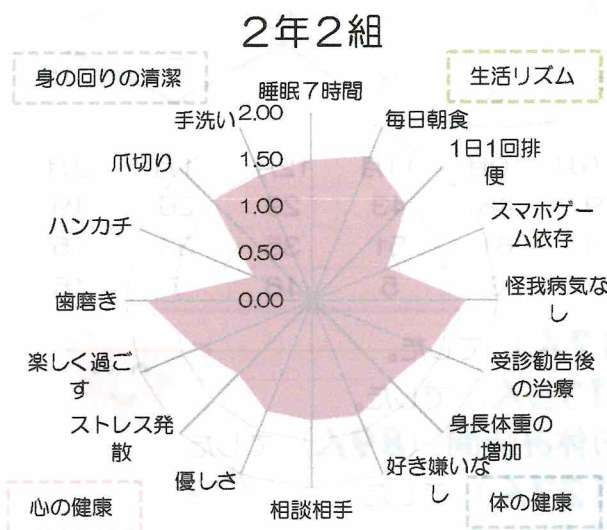 2年2組
身の回りの清潔
生活リズム
睡眠7時間
2.00
1.50
1.00
0.50
0.00
毎日朝食
1日1回排
便
スマホゲー
ム依存
怪我病気な
し
受診勧告後
の治療
身長体重の
増加
好き嫌いな
し
相談相手
優しさ
ストレス発
散
楽しく過ご
す
歯磨き
ハンカチ
爪切り
手洗い
心の健康
体の健康